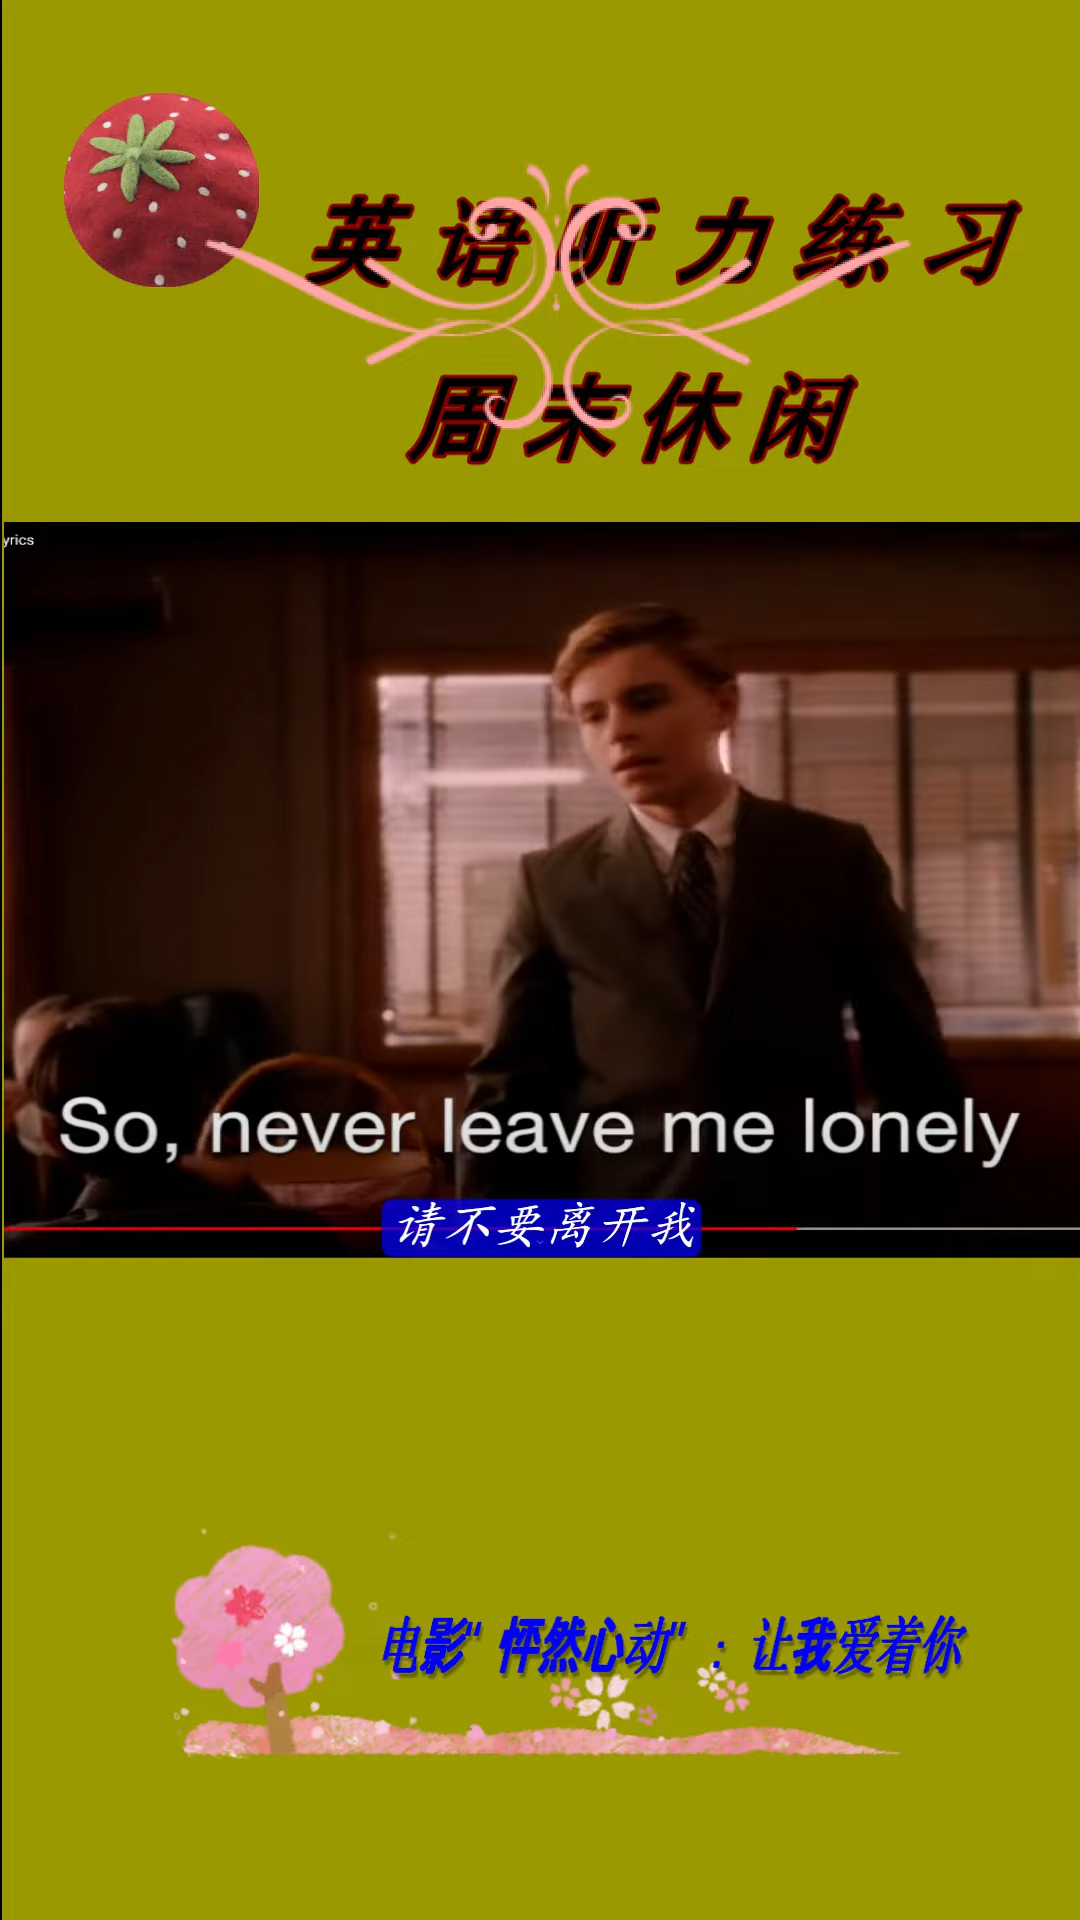 英语听力练习
周末休闲
yrics
So, never leave me lonely
请不要离开我
电影"怦然心动"：让我爱着你